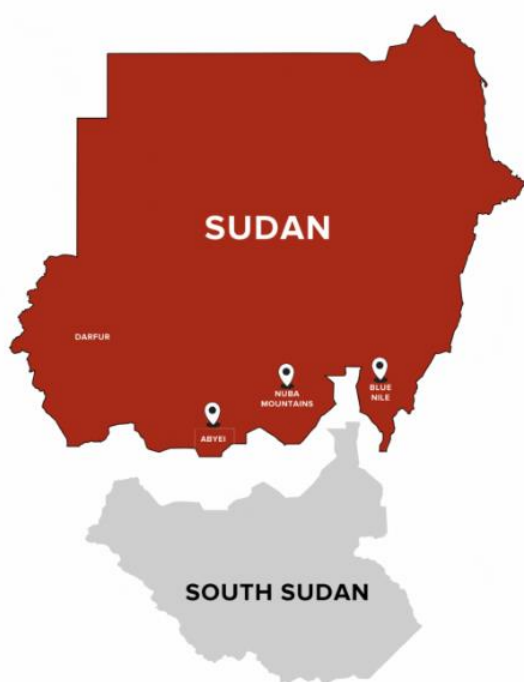 SUDAN
DARFUR
NUBA
MOUNTAINS
BLUE
NILE
ABYEI
SOUTH SUDAN